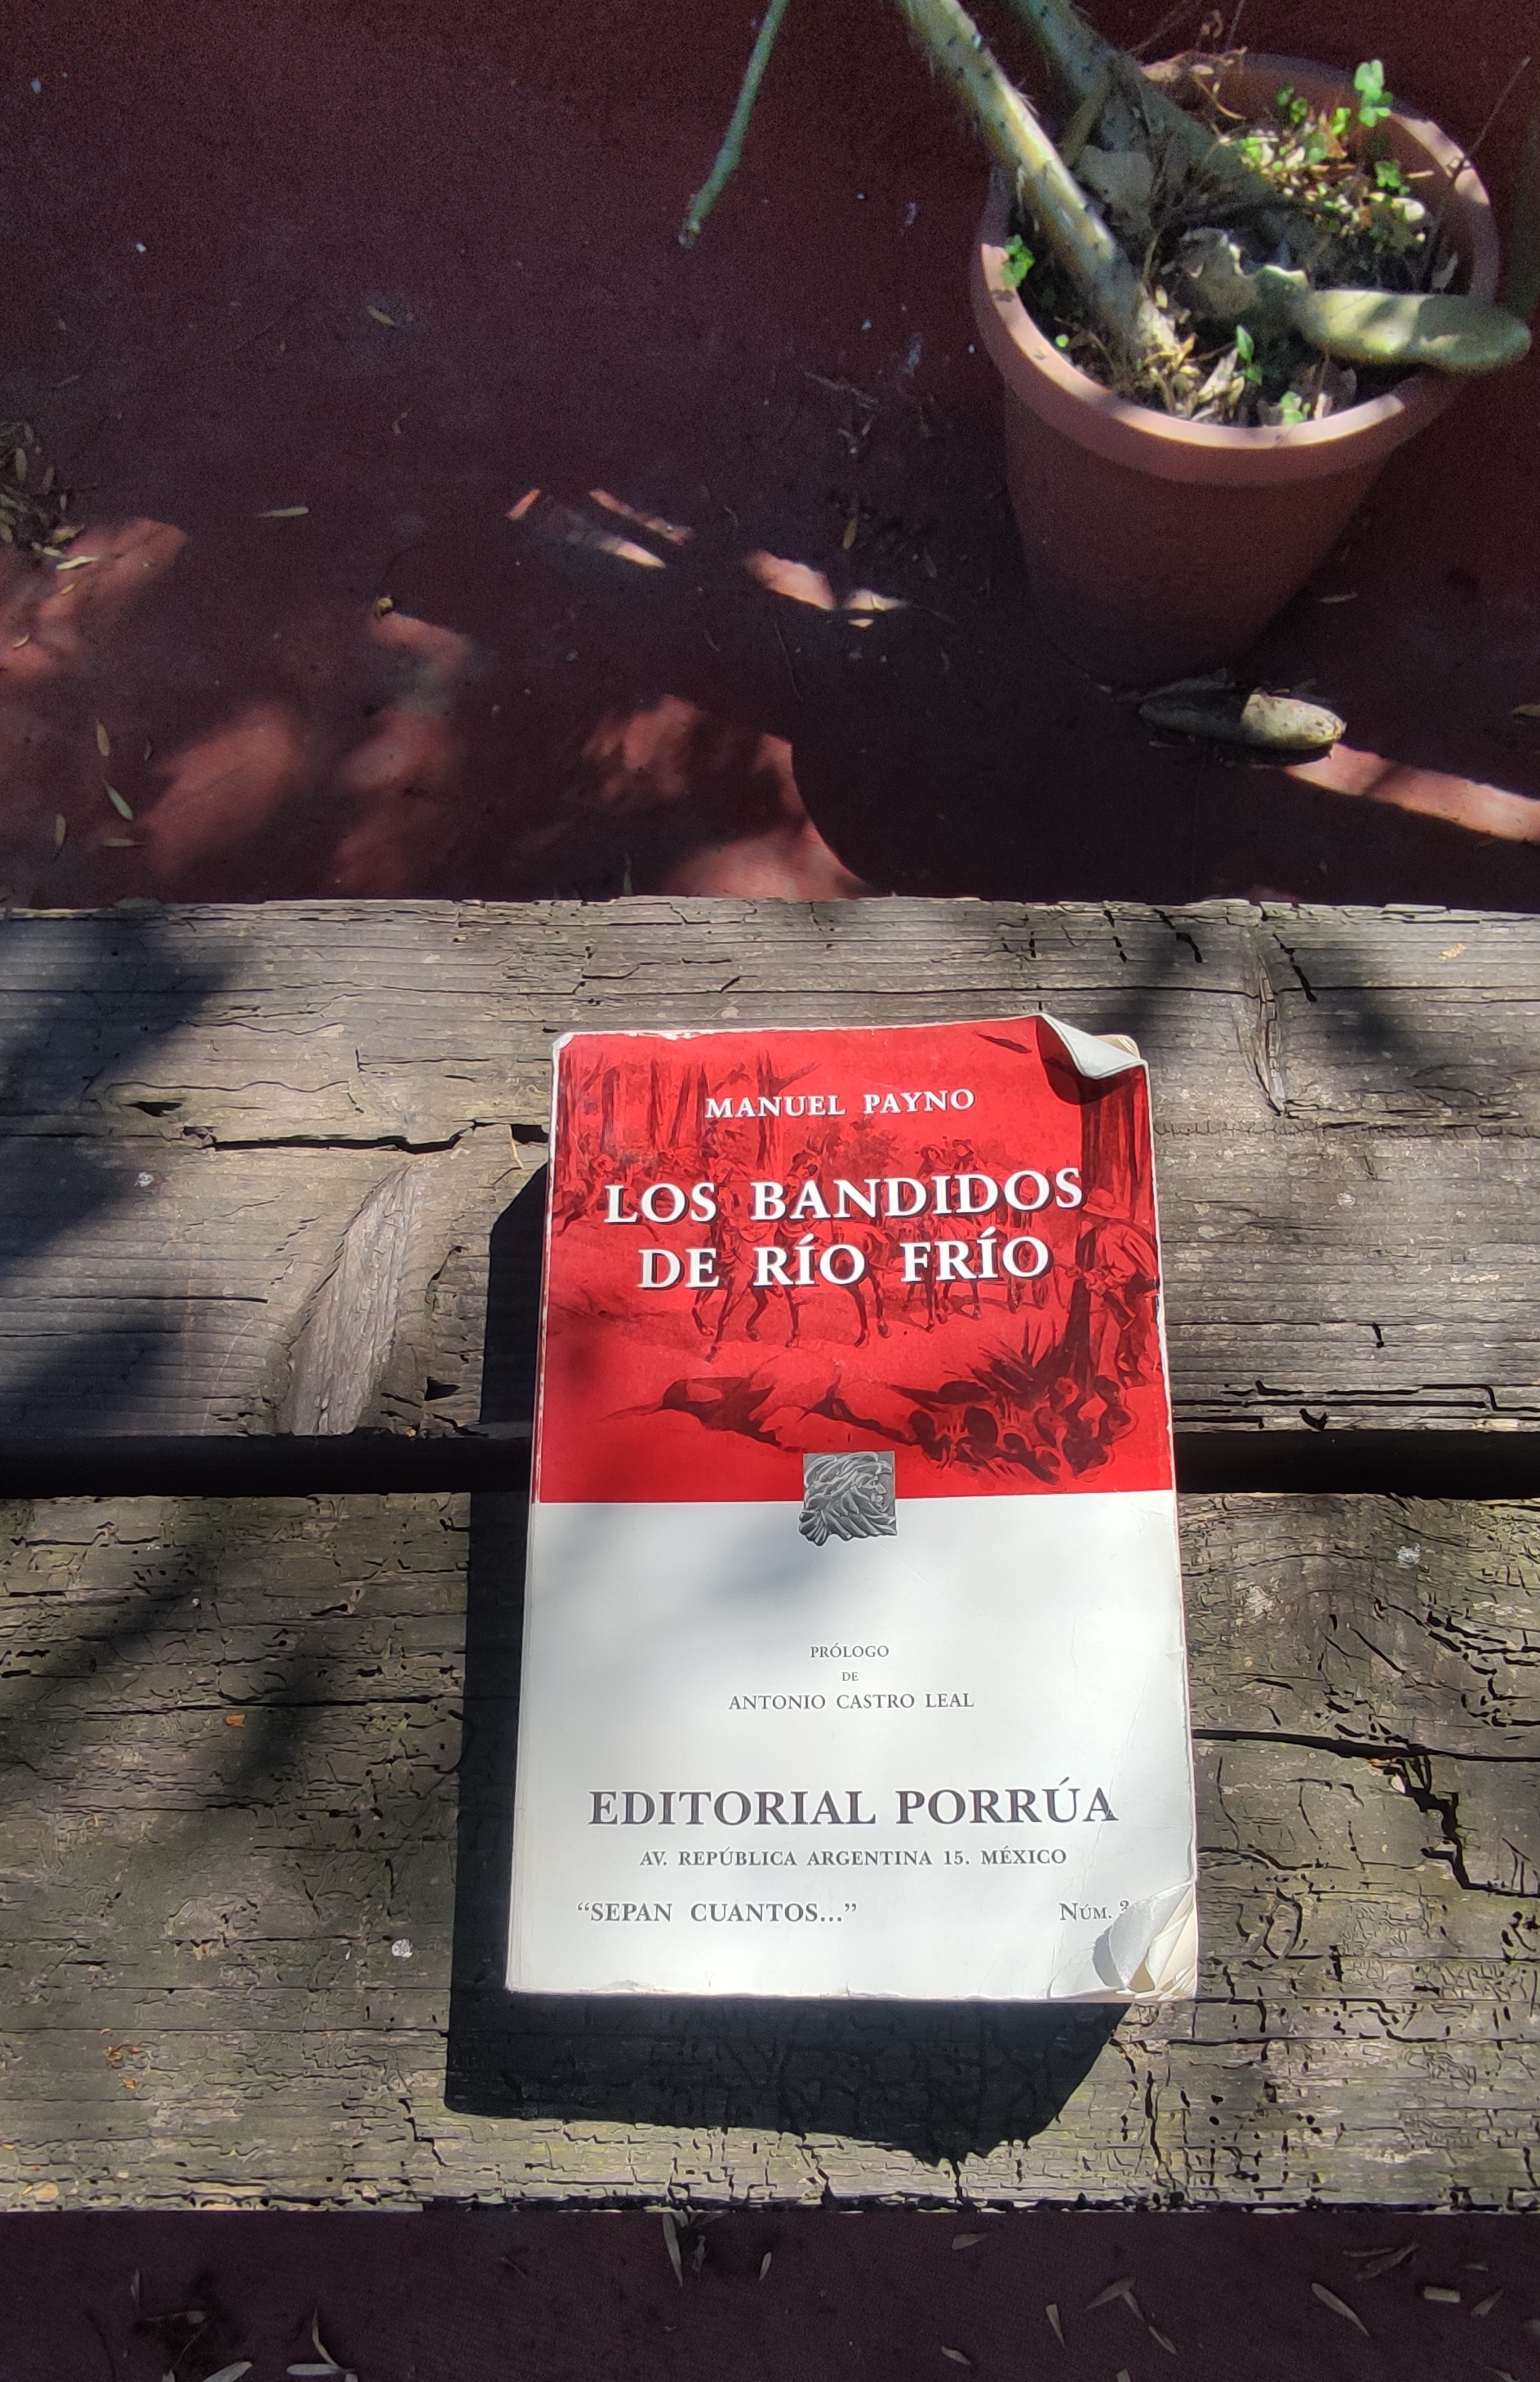 MANUEL PAYNO
LOS BANDIDOS
DE RÍO FRÍO
PRÓLOGO
DE
ANTONIO CASTRO LEAL
EDITORIAL PORRÚA
AV. REPÚBLICA ARGENTINA 15. MÉXICO
“SEPAN CUANTOS...” NÚM.